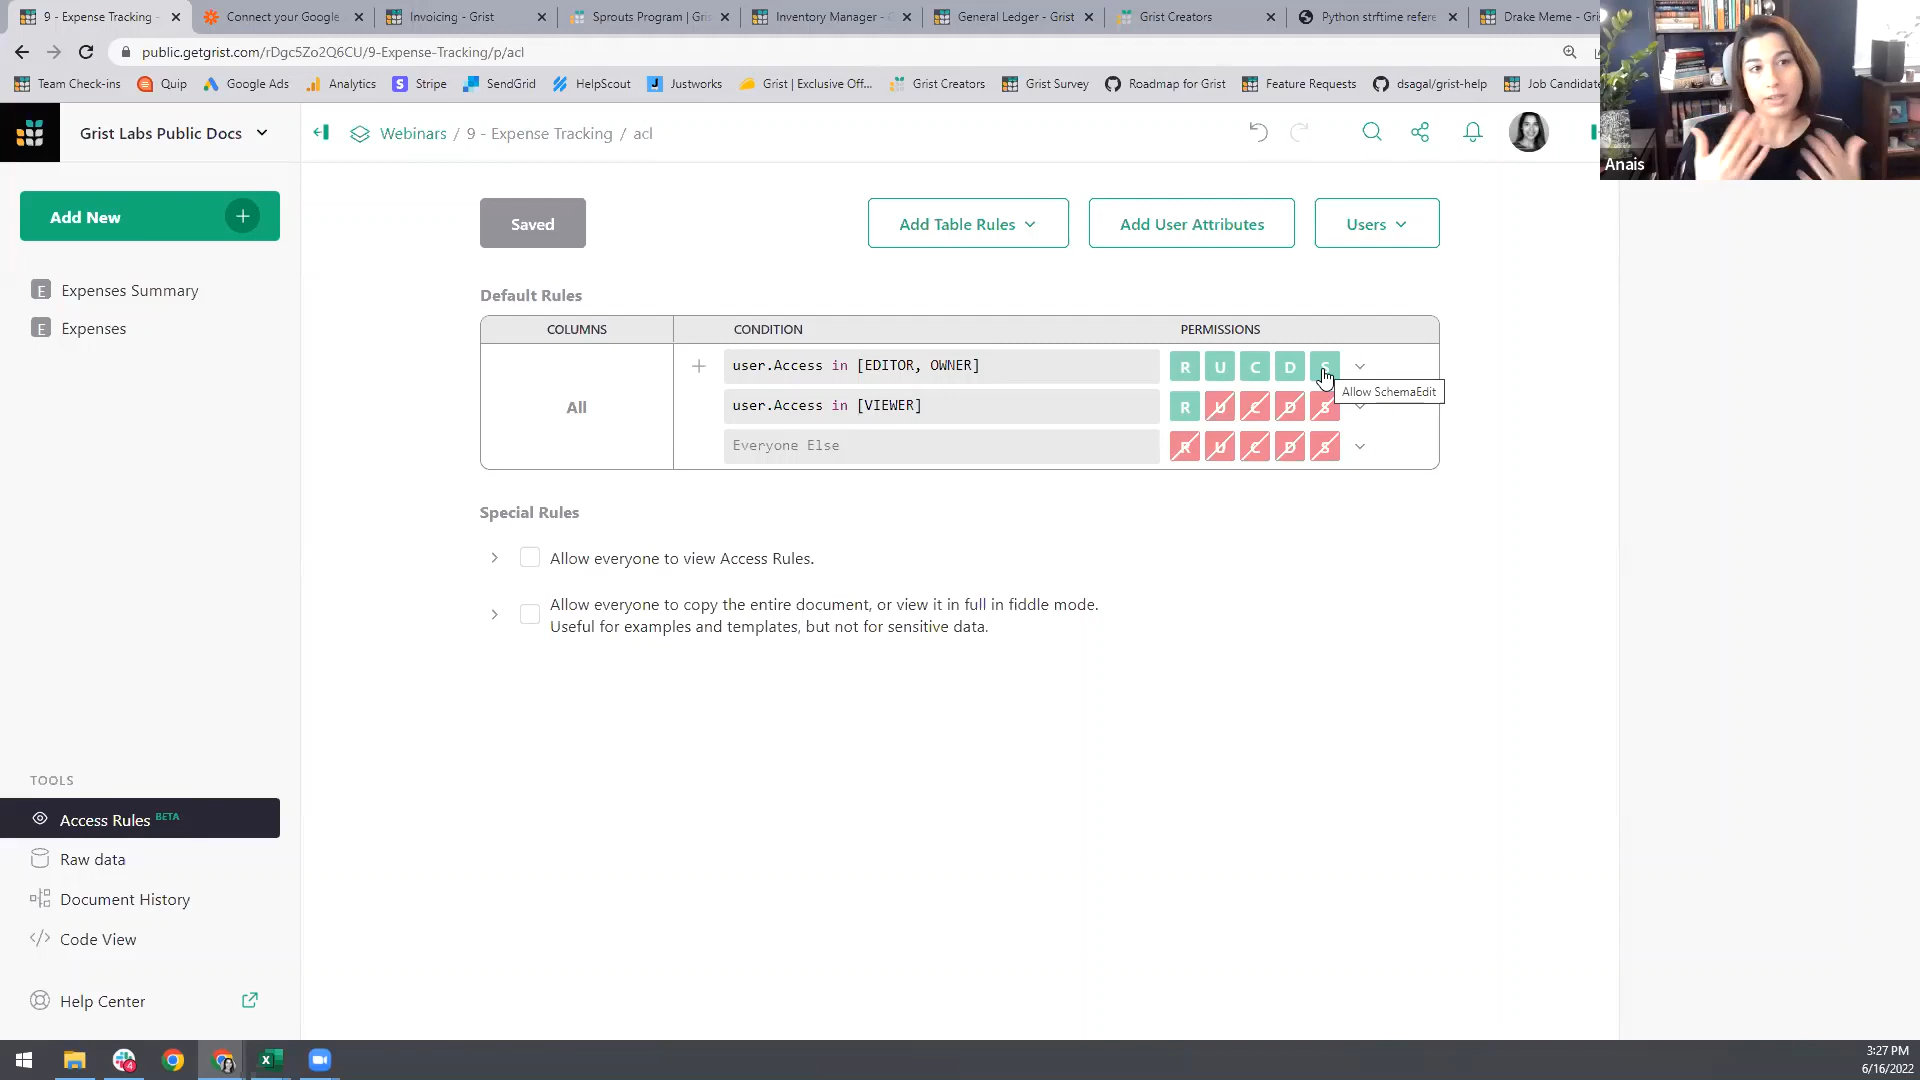 9 - Expense Tracking -
Connect your Google
Invoicing - Grist
Sprouts Program | Gris
Inventory Manager - G
General Ledger - Grist
Grist Creators
Python strftime refere
Drake Meme - Gri
public.getgrist.com/rDgc5Zo2Q6CU/9-Expense-Tracking/p/acl
Team Check-ins
Quip
Google Ads
Analytics
Stripe
SendGrid
HelpScout
Justworks
Grist | Exclusive Off...
Grist Creators
Grist Survey
Roadmap for Grist
Feature Requests
dsagal/grist-help
Job Candidate
Anais
Grist Labs Public Docs
Webinars / 9 - Expense Tracking / acl
Add New
Saved
Add Table Rules
Add User Attributes
Users
E Expenses Summary
E Expenses
Default Rules
COLUMNS CONDITION PERMISSIONS
user.Access in [EDITOR, OWNER] R U C D S
Allow SchemaEdit
All
user.Access in [VIEWER] R U C D S
Everyone Else R U C D S
Special Rules
Allow everyone to view Access Rules.
Allow everyone to copy the entire document, or view it in full in fiddle mode.
Useful for examples and templates, but not for sensitive data.
TOOLS
Access Rules BETA
Raw data
Document History
Code View
Help Center
4
3:27 PM
6/16/2022